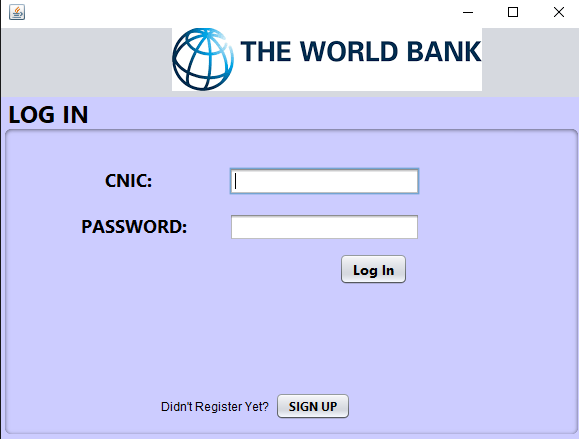 THE WORLD BANK
LOG IN
CNIC:
PASSWORD:
Log In
Didn't Register Yet? SIGN UP